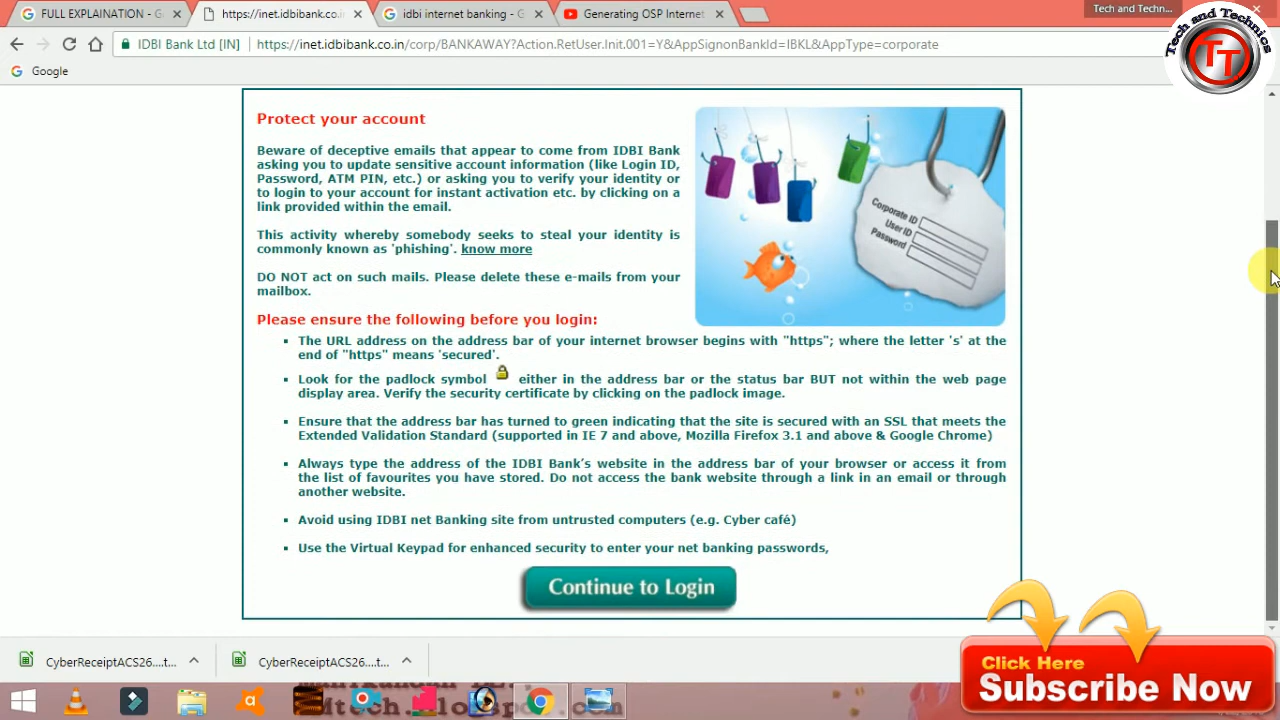 FULL EXPLAINATION - G
https://inet.idbibank.co.in
idbi internet banking - G
Generating OSP Internet
Tech and Techn...
IDBI Bank Ltd [IN]
https://inet.idbibank.co.in/corp/BANKAWAY?Action.RetUser.Init.001=Y&AppSignonBankId=IBKL&AppType=corporate
Google
Tech and Technics
TT
Protect your account
Beware of deceptive emails that appear to come from IDBI Bank
asking you to update sensitive account information (like Login ID,
Password, ATM PIN, etc.) or asking you to verify your identity or
to login to your account for instant activation etc. by clicking on a
link provided within the email.
This activity whereby somebody seeks to steal your identity is
commonly known as 'phishing'. know more
DO NOT act on such mails. Please delete these e-mails from your
mailbox.
Corporate ID
User ID
Password
Please ensure the following before you login:
The URL address on the address bar of your internet browser begins with "https"; where the letter 's' at the
end of "https" means 'secured'.
Look for the padlock symbol either in the address bar or the status bar BUT not within the web page
display area. Verify the security certificate by clicking on the padlock image.
Ensure that the address bar has turned to green indicating that the site is secured with an SSL that meets the
Extended Validation Standard (supported in IE 7 and above, Mozilla Firefox 3.1 and above & Google Chrome)
Always type the address of the IDBI Bank's website in the address bar of your browser or access it from
the list of favourites you have stored. Do not access the bank website through a link in an email or through
another website.
Avoid using IDBI net Banking site from untrusted computers (e.g. Cyber café)
Use the Virtual Keypad for enhanced security to enter your net banking passwords,
Continue to Login
CyberReceiptACS26....t...
CyberReceiptACS26....t...
Click Here
Subscribe Now